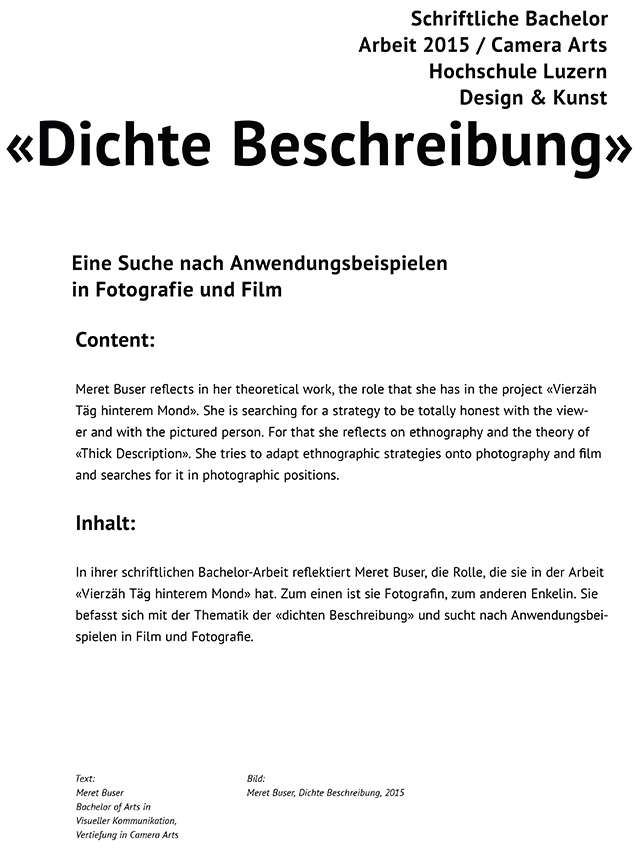 Schriftliche Bachelor
Arbeit 2015 / Camera Arts
Hochschule Luzern
Design & Kunst
«Dichte Beschreibung»
Eine Suche nach Anwendungsbeispielen
in Fotografie und Film
Content:
Meret Buser reflects in her theoretical work, the role that she has in the project «Vierzäh
Täg hinterem Mond». She is searching for a strategy to be totally honest with the view-
er and with the pictured person. For that she reflects on ethnography and the theory of
«Thick Description». She tries to adapt ethnographic strategies onto photography and film
and searches for it in photographic positions.
Inhalt:
In ihrer schriftlichen Bachelor-Arbeit reflektiert Meret Buser, die Rolle, die sie in der Arbeit
«Vierzäh Täg hinterem Mond» hat. Zum einen ist sie Fotografin, zum anderen Enkelin. Sie
befasst sich mit der Thematik der «dichten Beschreibung» und sucht nach Anwendungsbei-
spielen in Film und Fotografie.
Text:
Meret Buser
Bachelor of Arts in
Visueller Kommunikation,
Vertiefung in Camera Arts
Bild:
Meret Buser, Dichte Beschreibung, 2015